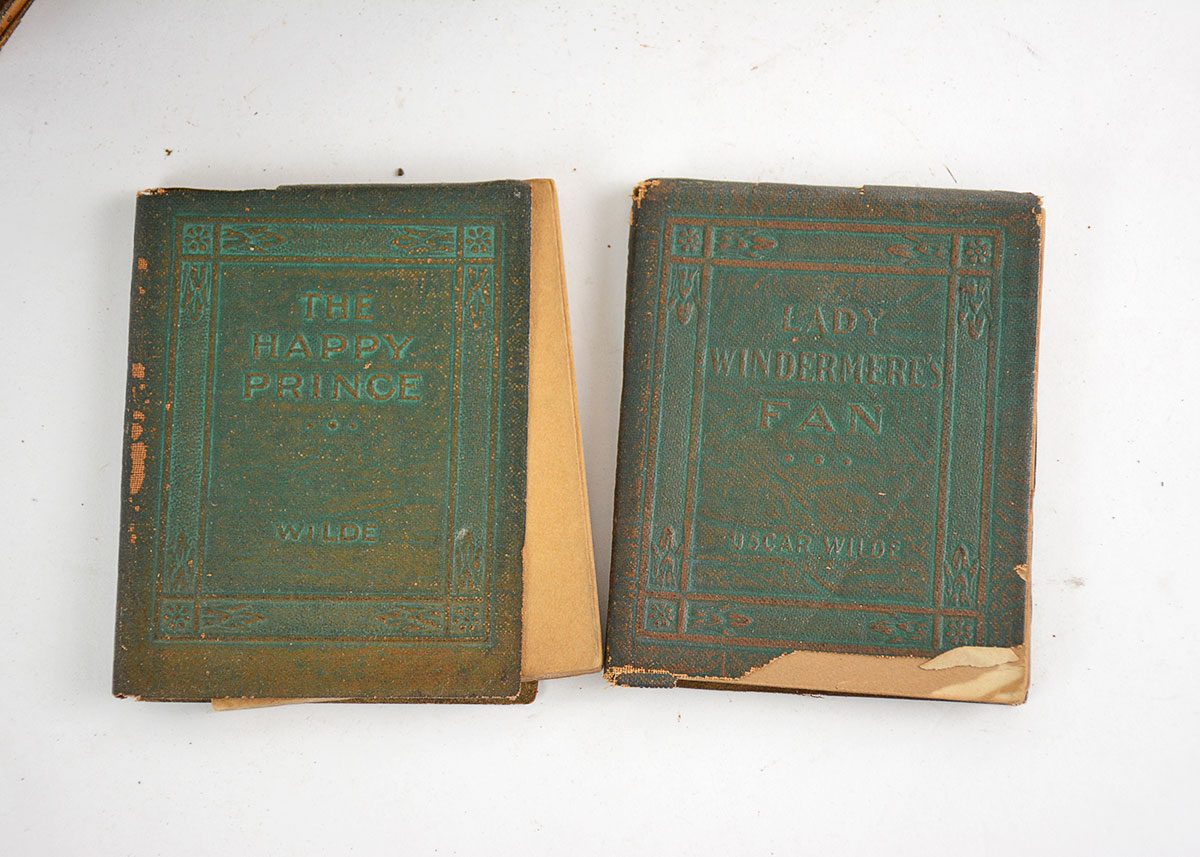 THE
HAPPY
PRINCE
WILDE
LADY
WINDERMERE'S
FAN
OSCAR WILDE